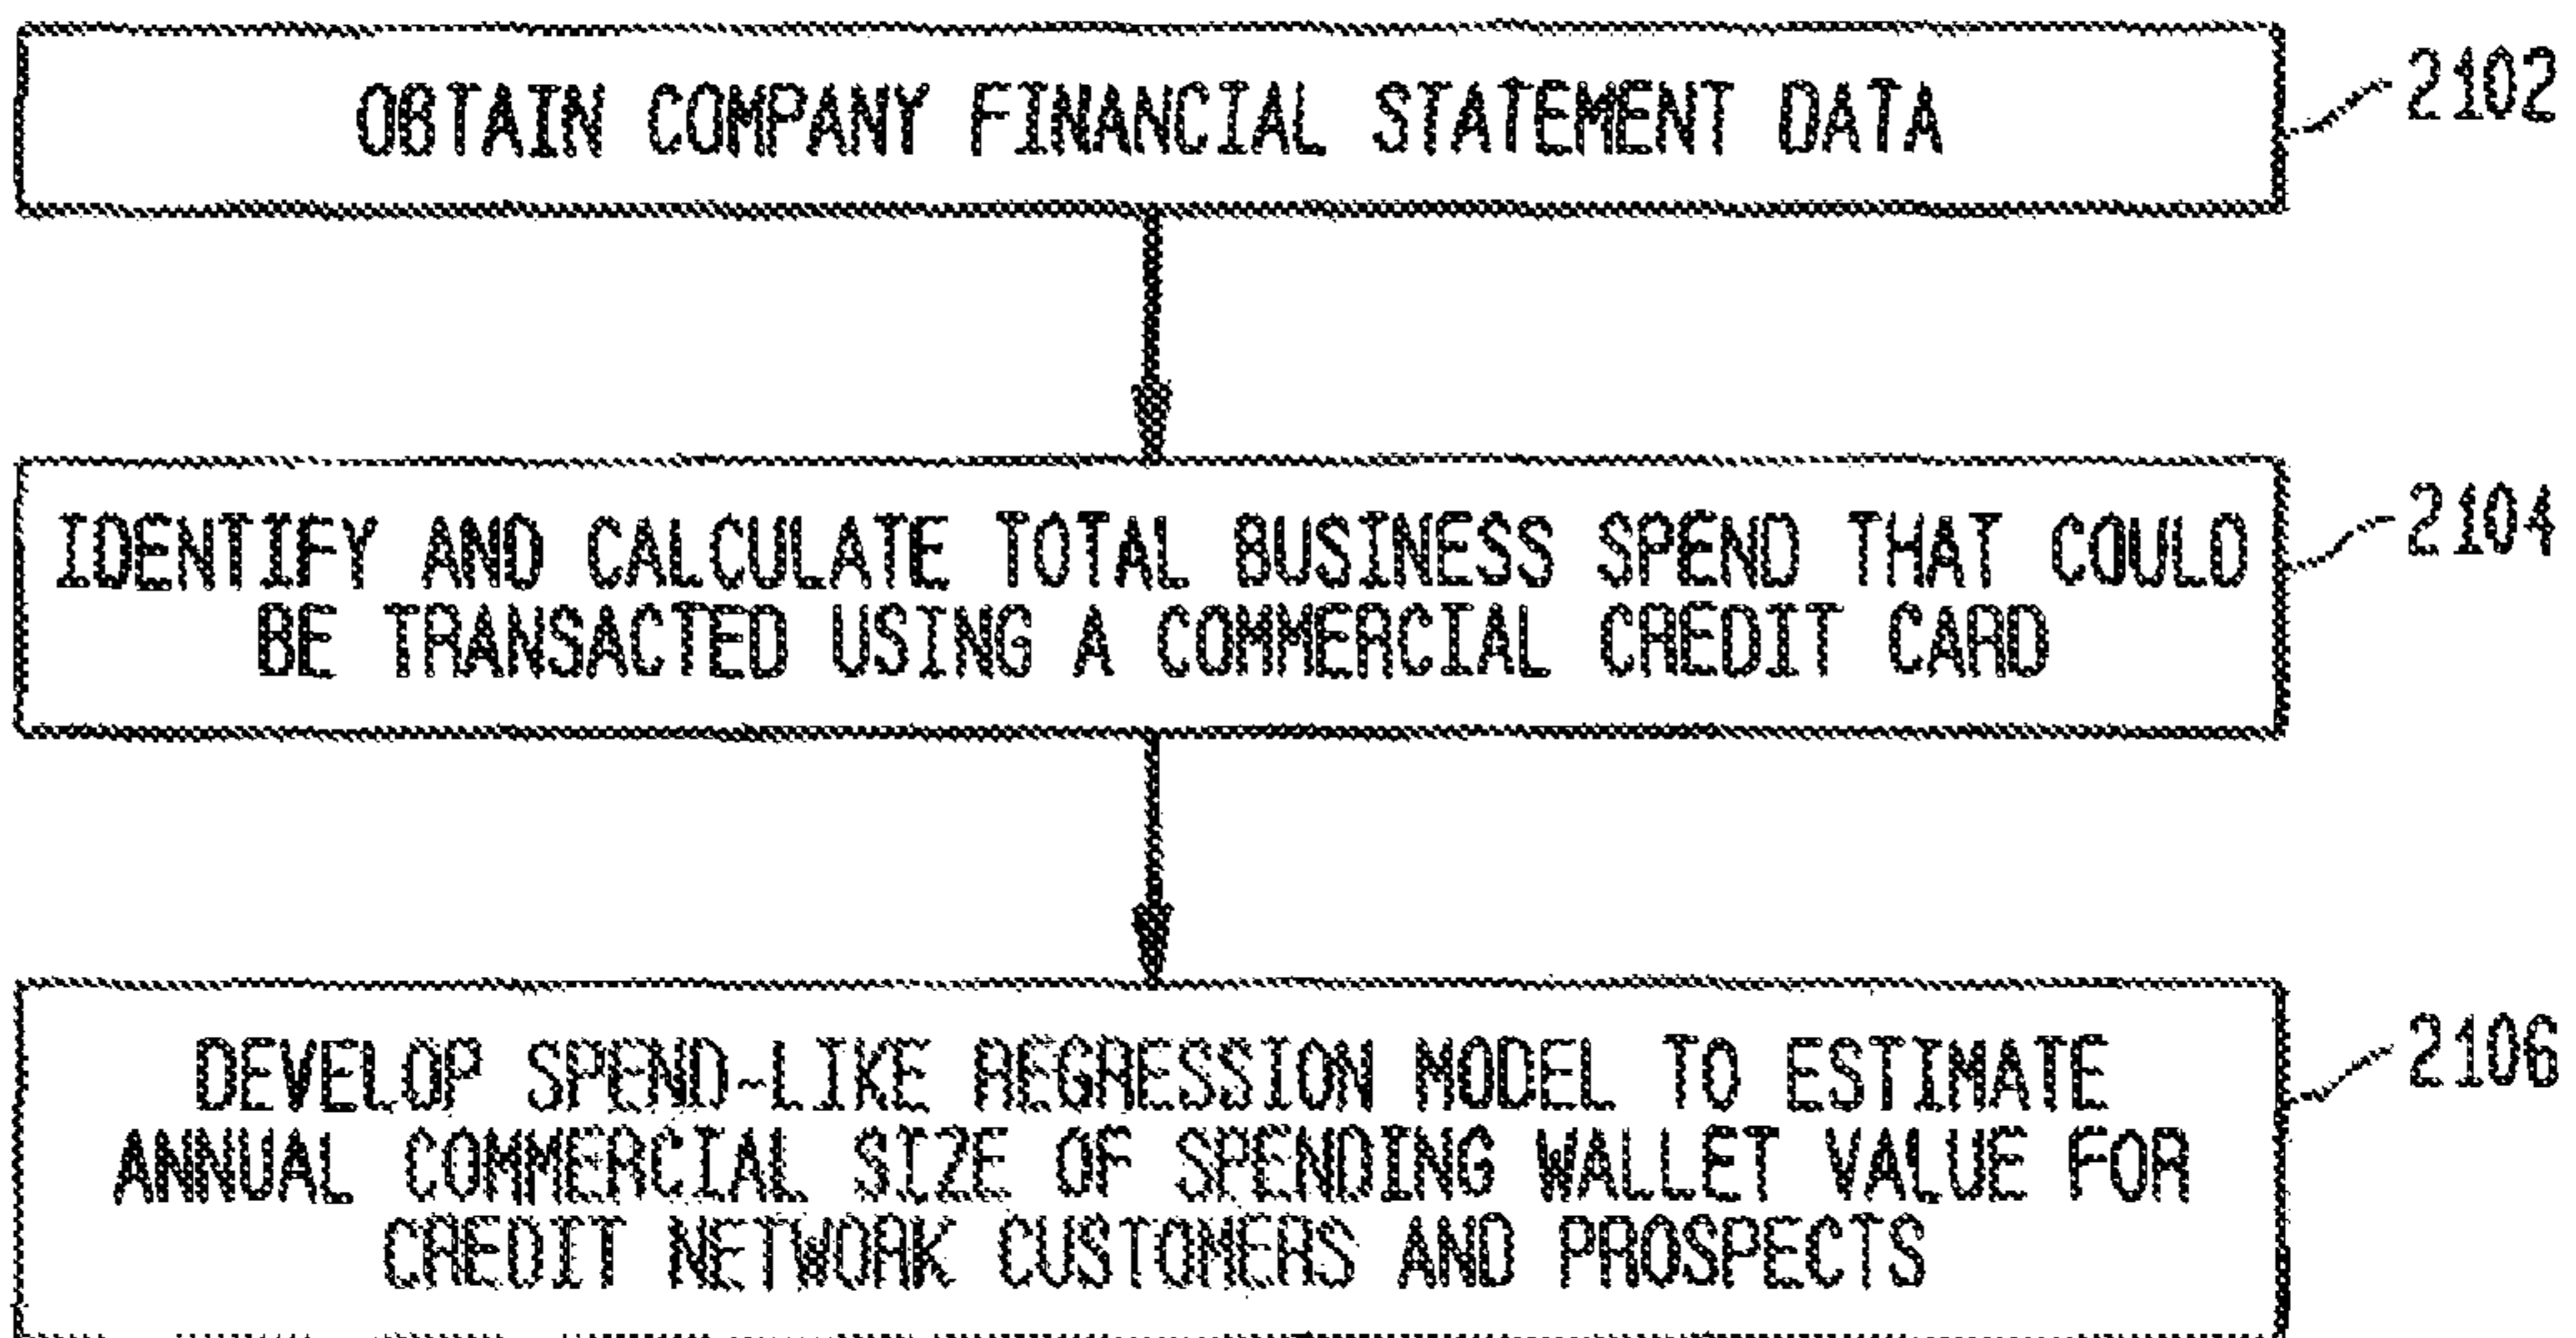 OBTAIN COMPANY FINANCIAL STATEMENT DATA
2102
IDENTIFY AND CALCULATE TOTAL BUSINESS SPEND THAT COULD
BE TRANSACTED USING A COMMERCIAL CREDIT CARD
2104
DEVELOP SPEND-LIKE REGRESSION MODEL TO ESTIMATE
ANNUAL COMMERCIAL SIZE OF SPENDING WALLET VALUE FOR
CREDIT NETWORK CUSTOMERS AND PROSPECTS
2106